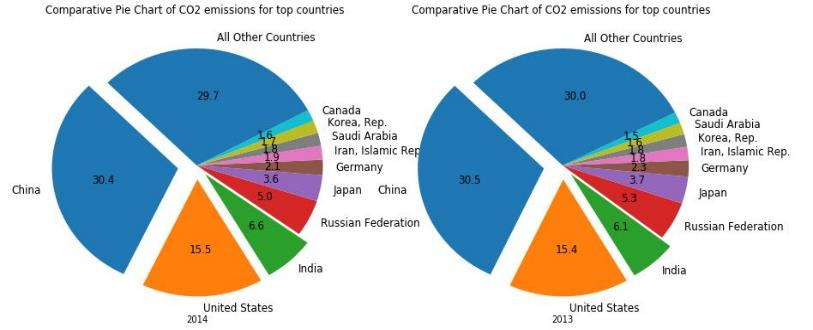 Comparative Pie Chart of CO2 emissions for top countries
All Other Countries
29.7
Canada
1.6
Korea, Rep.
1.7
Saudi Arabia
1.8
Iran, Islamic Rep
1.9
Germany
2.1
Japan
3.6
Russian Federation
5.0
India
6.6
United States
15.5
China
30.4
2014
Comparative Pie Chart of CO2 emissions for top countries
All Other Countries
30.0
Canada
1.5
Saudi Arabia
1.6
Korea, Rep.
1.8
Iran, Islamic Rep.
1.8
Germany
2.3
Japan
3.7
Russian Federation
5.3
India
6.1
United States
15.4
China
30.5
2013